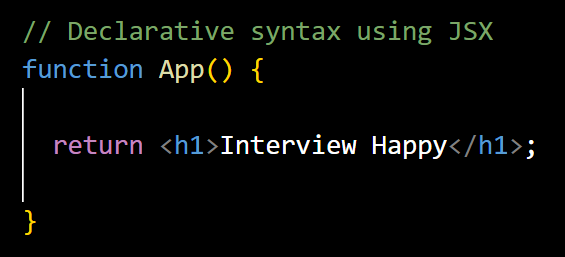 // Declarative syntax using JSX
function App() {
return <h1>Interview Happy</h1>;
}